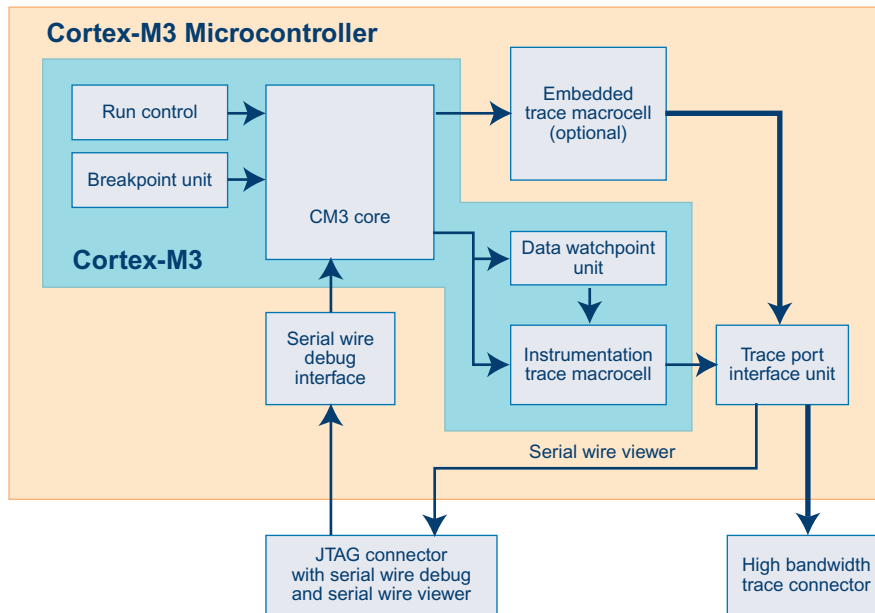 Cortex-M3 Microcontroller
Run control
Breakpoint unit
CM3 core
Cortex-M3
Embedded
trace macrocell
(optional)
Data watchpoint
unit
Serial wire
debug
interface
Instrumentation
trace macrocell
Trace port
interface unit
Serial wire viewer
JTAG connector
with serial wire debug
and serial wire viewer
High bandwidth
trace connector